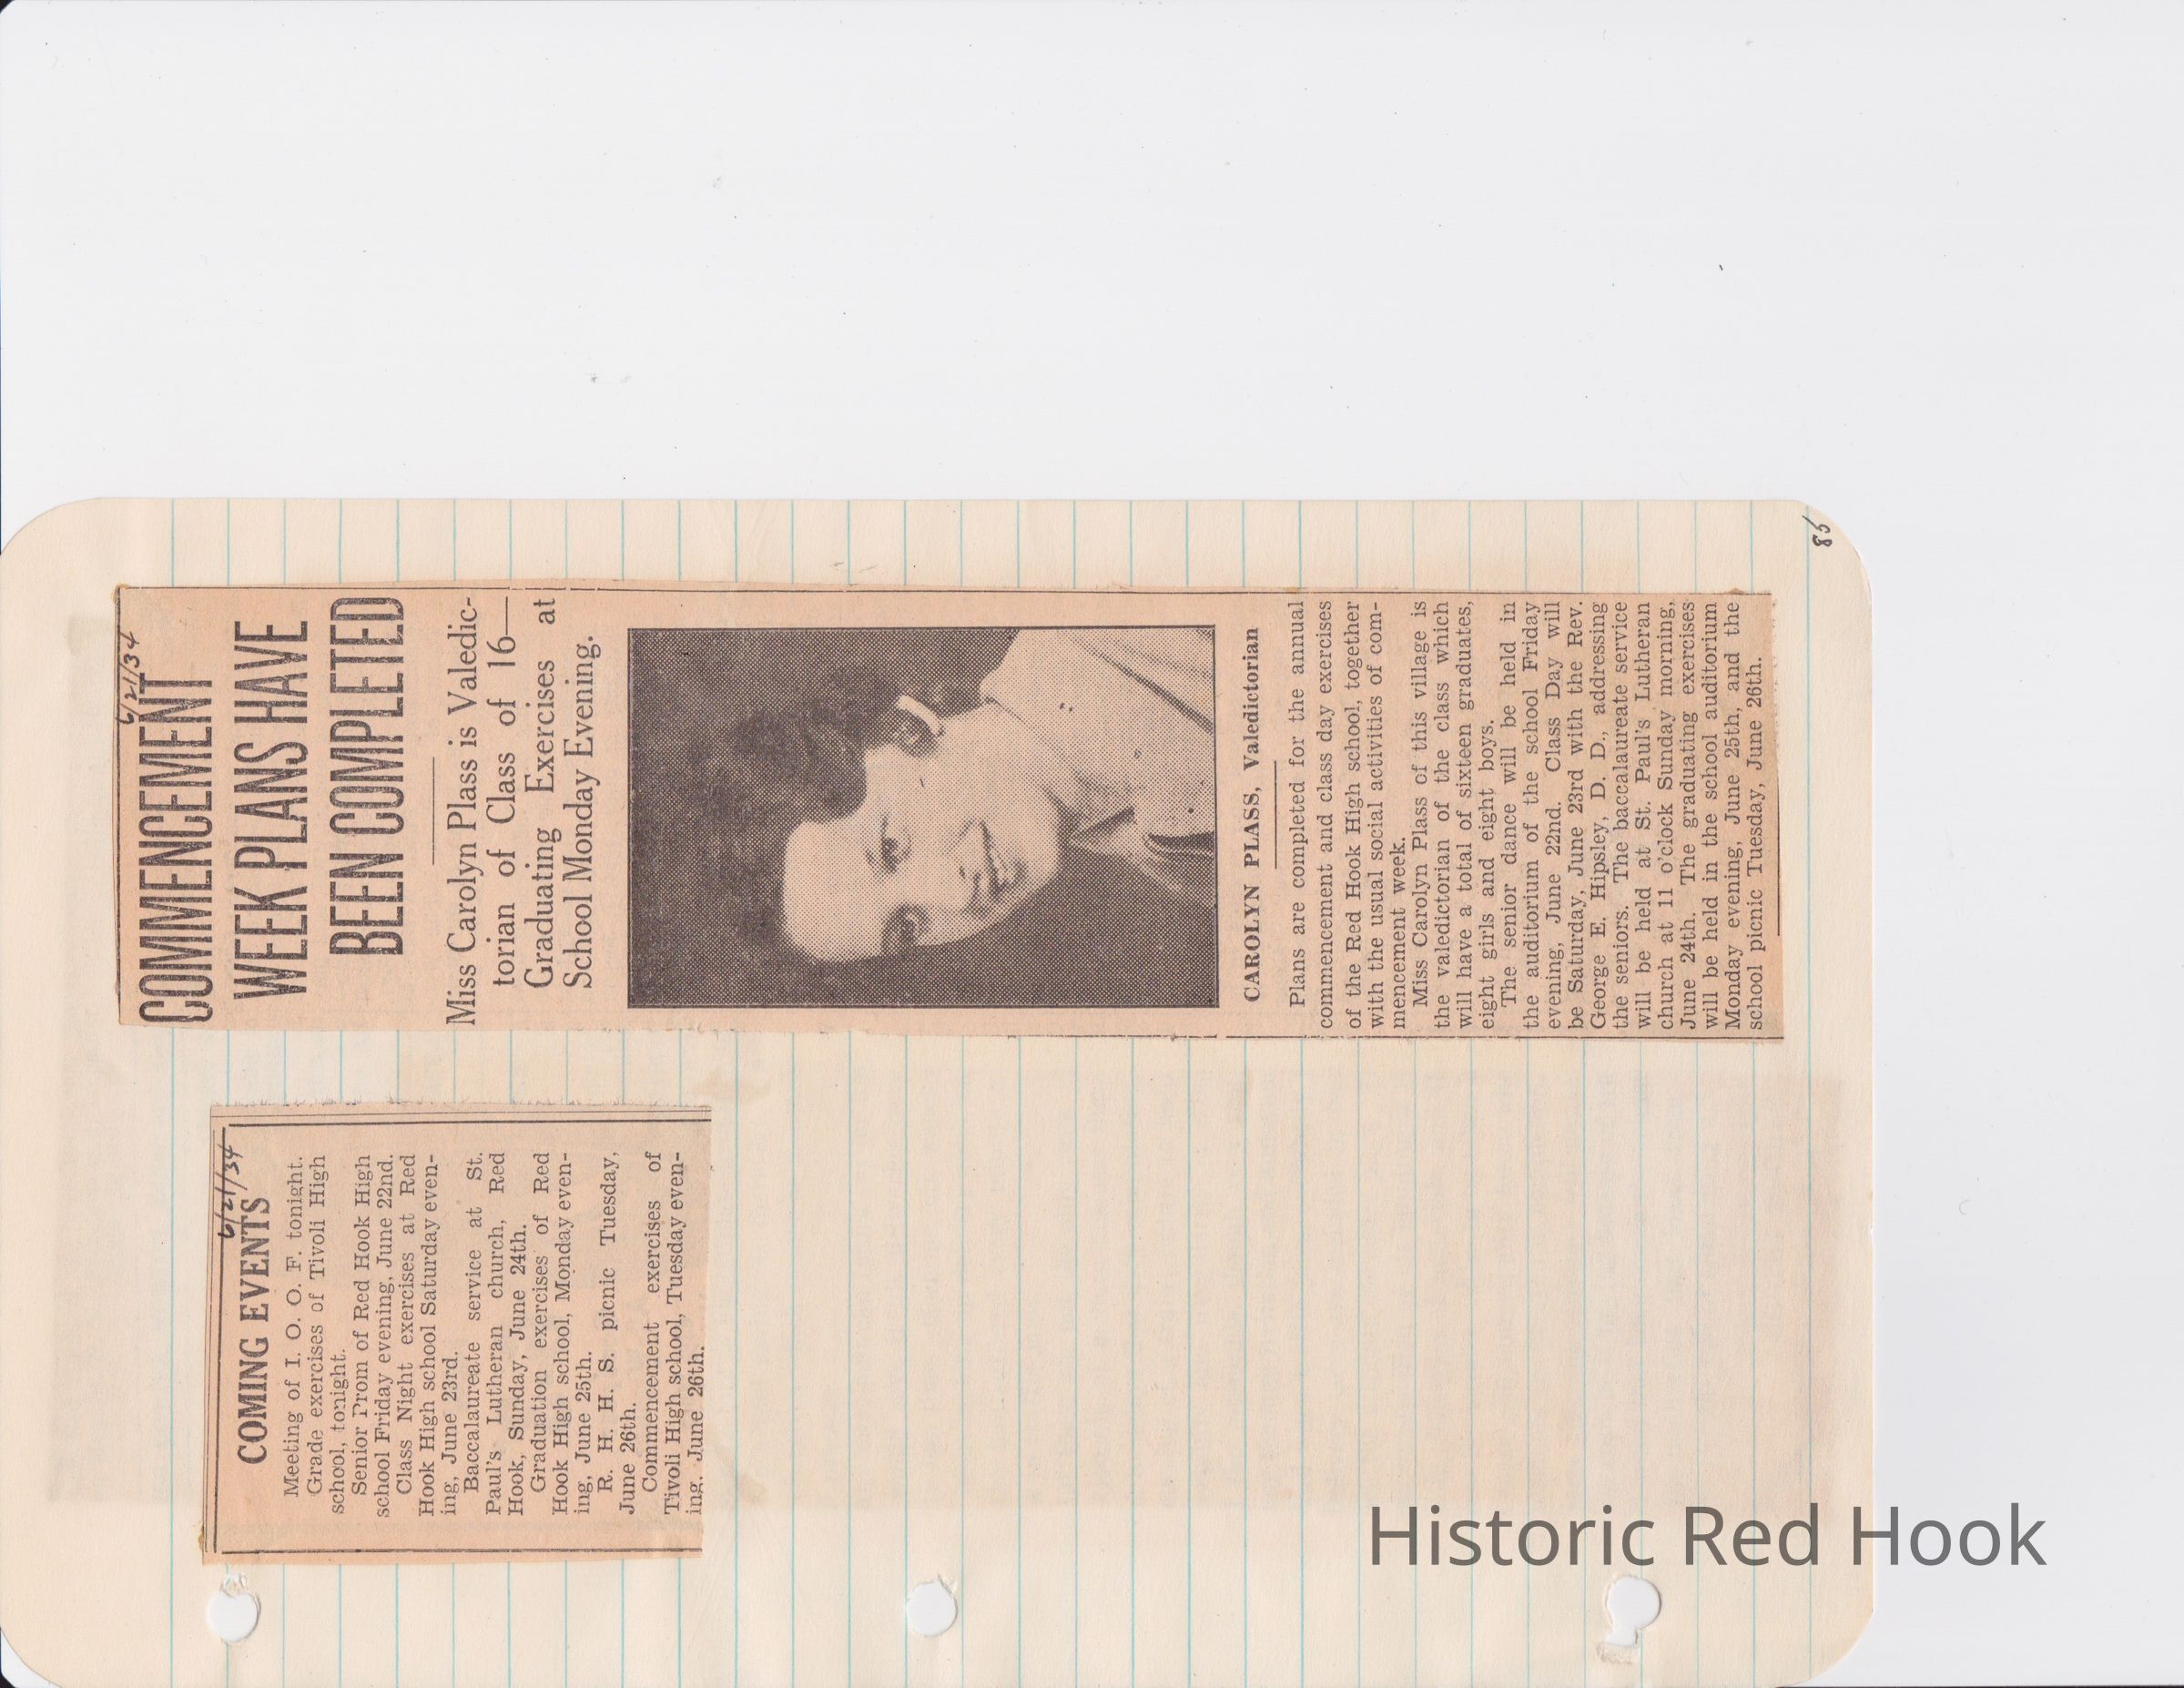 6/21/34
COMING EVENTS
Meeting of I. O. O. F. tonight.
Grade exercises of Tivoli High
school, tonight.
Senior Prom of Red Hook High
school Friday evening, June 22nd.
Class Night exercises at Red
Hook High school Saturday even-
ing, June 23rd.
Baccalaureate service at St.
Paul's Lutheran church, Red
Hook, Sunday, June 24th.
Graduation exercises of Red
Hook High school, Monday even-
ing, June 25th.
R. H. H. S. picnic Tuesday,
June 26th.
Commencement exercises of
Tivoli High school, Tuesday even-
ing, June 26th.
6/21/34
COMMENCEMENT
WEEK PLANS HAVE
BEEN COMPLETED
Miss Carolyn Plass is Valedic-
torian of Class of 16—
Graduating Exercises at
School Monday Evening.
CAROLYN PLASS, Valedictorian
Plans are completed for the annual
commencement and class day exercises
of the Red Hook High school, together
with the usual social activities of com-
mencement week.
Miss Carolyn Plass of this village is
the valedictorian of the class which
will have a total of sixteen graduates,
eight girls and eight boys.
The senior dance will be held in
the auditorium of the school Friday
evening, June 22nd. Class Day will
be Saturday, June 23rd with the Rev.
George E. Hipsley, D. D., addressing
the seniors. The baccalaureate service
will be held at St. Paul's Lutheran
church at 11 o'clock Sunday morning,
June 24th. The graduating exercises
will be held in the school auditorium
Monday evening, June 25th, and the
school picnic Tuesday, June 26th.
Historic Red Hook